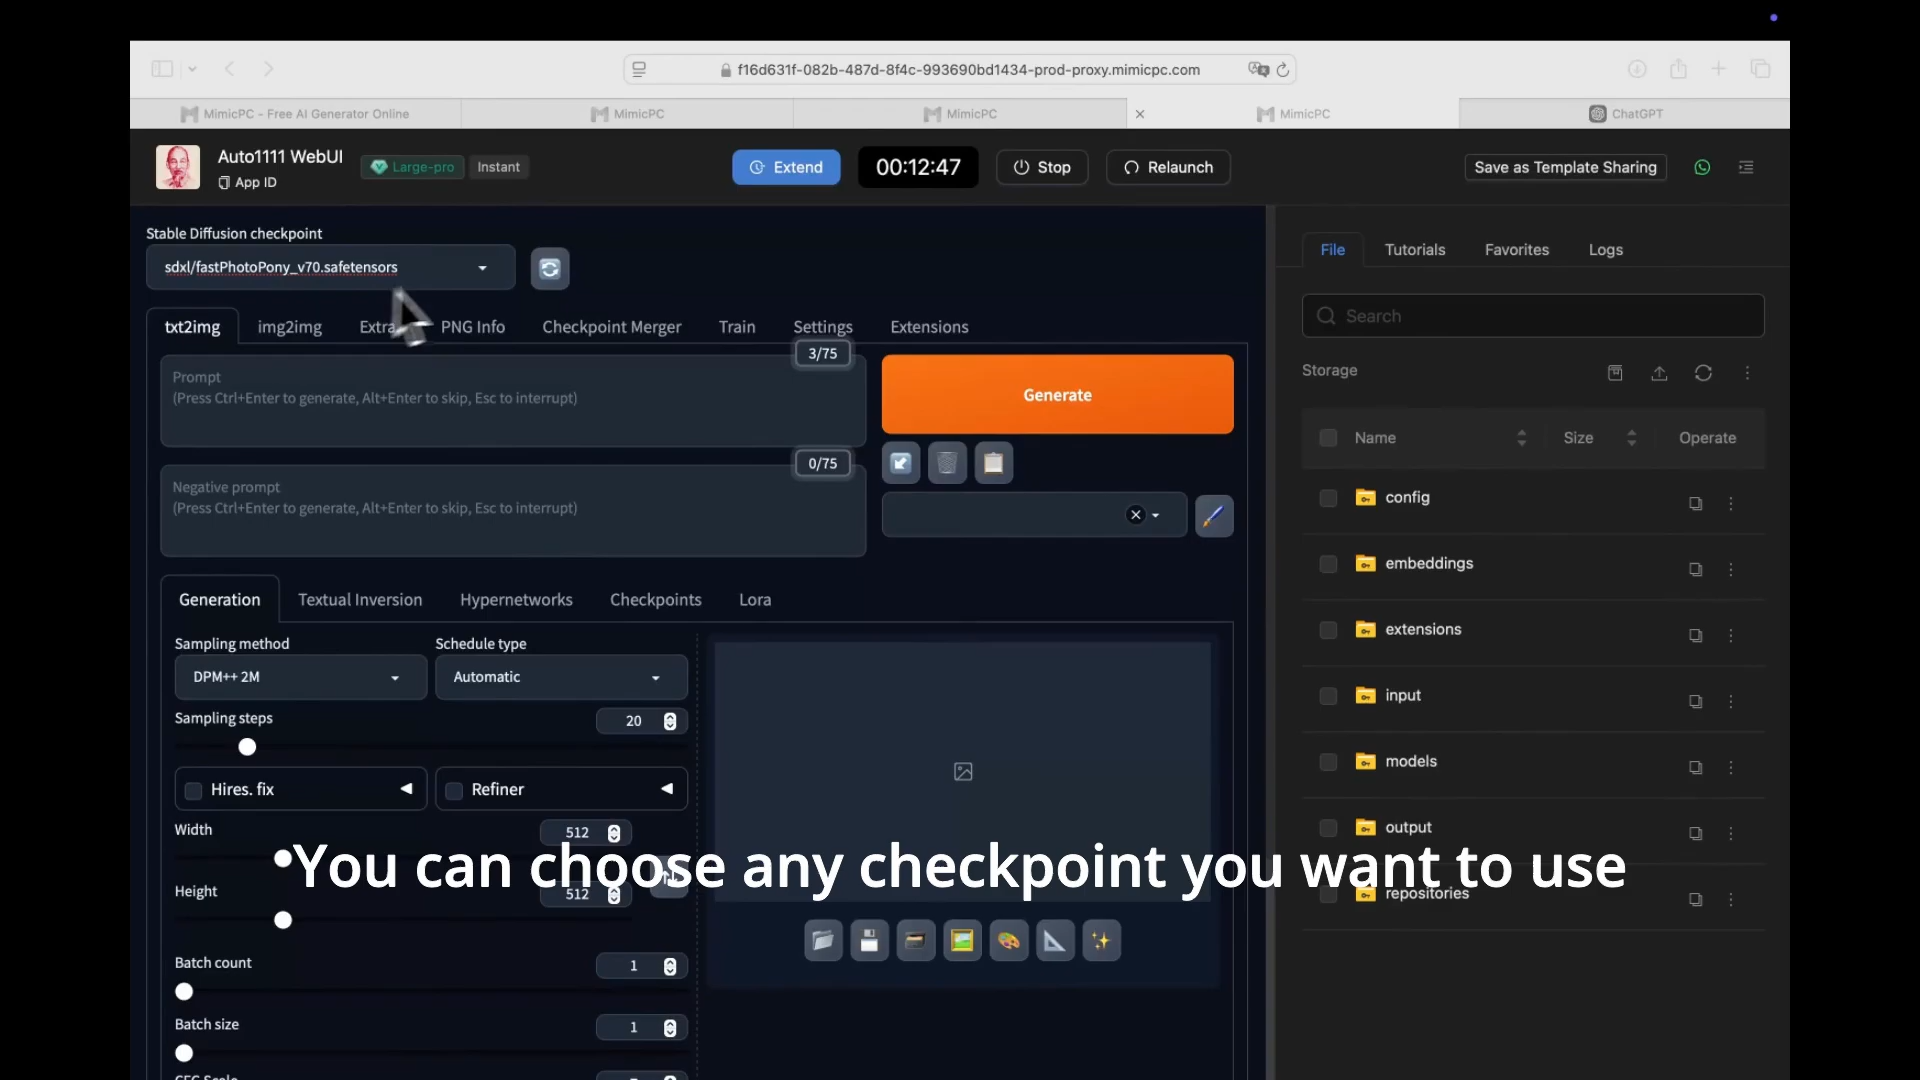 f16d631f-082b-487d-8f4c-993690bd1434-prod-proxy.mimicpc.com
MimicPC - Free AI Generator Online
MimicPC
MimicPC
MimicPC
ChatGPT
Auto1111 WebUI
App ID
Large-pro
Instant
Extend
00:12:47
Stop
Relaunch
Save as Template Sharing
Stable Diffusion checkpoint
sdxl/fastPhotoPony_v70.safetensors
txt2img
img2img
Extra
PNG Info
Checkpoint Merger
Train
Settings
Extensions
3/75
Prompt
(Press Ctrl+Enter to generate, Alt+Enter to skip, Esc to interrupt)
Generate
0/75
Negative prompt
(Press Ctrl+Enter to generate, Alt+Enter to skip, Esc to interrupt)
Generation
Textual Inversion
Hypernetworks
Checkpoints
Lora
Sampling method
DPM++ 2M
Schedule type
Automatic
Sampling steps
20
Hires. fix
Refiner
Width
512
Height
512
Batch count
1
Batch size
1
You can choose any checkpoint you want to use
File
Tutorials
Favorites
Logs
Search
Storage
Name
Size
Operate
config
embeddings
extensions
input
models
output
repositories